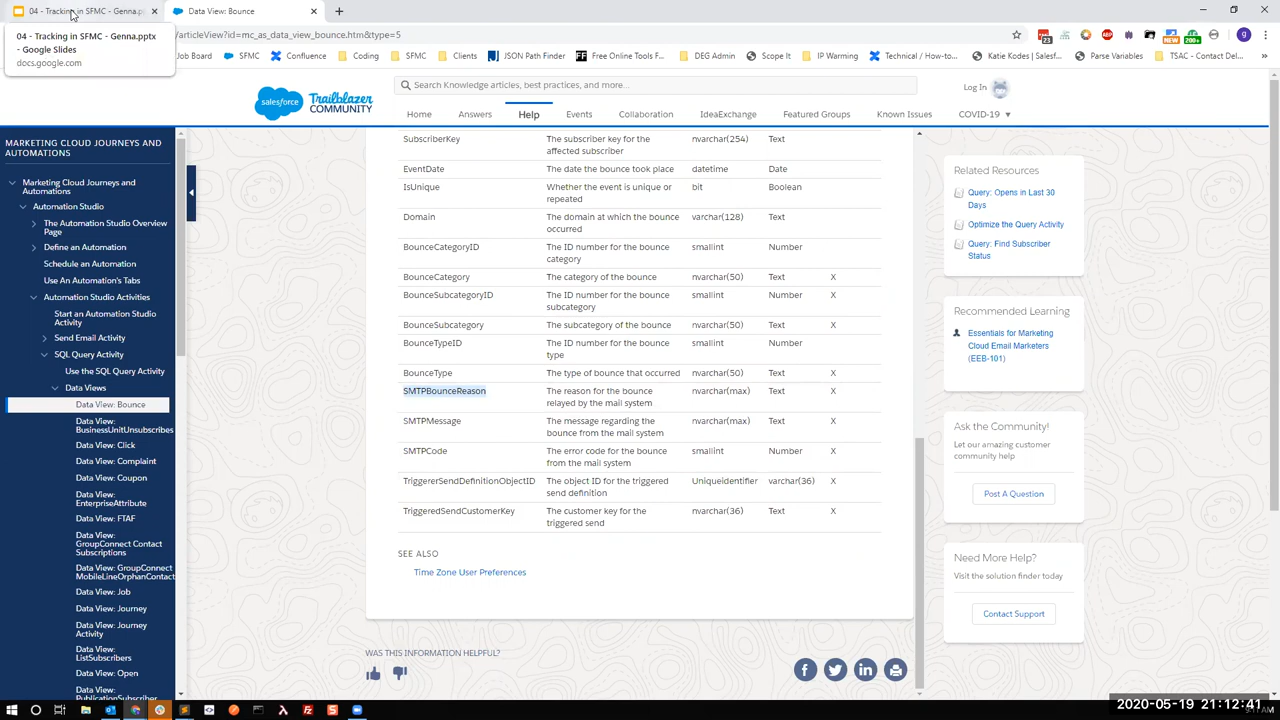 04 - Tracking in SFMC - Genna.p
Data View: Bounce
04 - Tracking in SFMC - Genna.pptx
- Google Slides
docs.google.com
/articleView?id=mc_as_data_view_bounce.htm&type=5
Job Board
SFMC
Confluence
Coding
MC
JSON Path Finder
Free Online Tools F...
DEG Admin
Scope It
IP Warming
Technical / How-to...
Katie Kodes | Salesf...
Parse Variables
TSAC - Contact Del...
salesforce
Trailblazer
COMMUNITY
Search Knowledge articles, best practices, and more...
Log In
Home
Answers
Help
Events
Collaboration
IdeaExchange
Featured Groups
Known Issues
COVID-19
MARKETING CLOUD JOURNEYS AND
AUTOMATIONS
Marketing Cloud Journeys and
Automations
Automation Studio
The Automation Studio Overview
Page
Define an Automation
Schedule an Automation
Use An Automation's Tabs
Automation Studio Activities
Start an Automation Studio
Activity
Send Email Activity
SQL Query Activity
Use the SQL Query Activity
Data Views
Data View: Bounce
Data View:
BusinessUnitUnsubscribes
Data View: Click
Data View: Complaint
Data View: Coupon
Data View:
EnterpriseAttribute
Data View: FTAF
Data View:
GroupConnect Contact
Subscriptions
Data View: GroupConnect
MobileLineOrphanContact
Data View: Job
Data View: Journey
Data View: Journey
Activity
Data View:
ListSubscribers
Data View: Open
Data View:
PublicationSubscriber
SubscriberKey The subscriber key for the nvarchar(254) Text
affected subscriber
EventDate The date the bounce took place datetime Date
IsUnique Whether the event is unique or bit Boolean
repeated
Domain The domain at which the bounce varchar(128) Text
occurred
BounceCategoryID The ID number for the bounce smallint Number
category
BounceCategory The category of the bounce nvarchar(50) Text X
BounceSubcategoryID The ID number for the bounce smallint Number X
subcategory
BounceSubcategory The subcategory of the bounce nvarchar(50) Text X
BounceTypeID The ID number for the bounce smallint Number
type
BounceType The type of bounce that occurred nvarchar(50) Text X
SMTPBounceReason The reason for the bounce nvarchar(max) Text X
relayed by the mail system
SMTPMessage The message regarding the nvarchar(max) Text X
bounce from the mail system
SMTPCode The error code for the bounce smallint Number X
from the mail system
TriggererSendDefinitionObjectID The object ID for the triggered Uniqueidentifier varchar(36) X
send definition
TriggeredSendCustomerKey The customer key for the nvarchar(36) Text X
triggered send
SEE ALSO
Time Zone User Preferences
WAS THIS INFORMATION HELPFUL?
Related Resources
Query: Opens in Last 30
Days
Optimize the Query Activity
Query: Find Subscriber
Status
Recommended Learning
Essentials for Marketing
Cloud Email Marketers
(EEB-101)
Ask the Community!
Let our amazing customer
community help
Post A Question
Need More Help?
Visit the solution finder today
Contact Support
2020-05-19 21:12:41